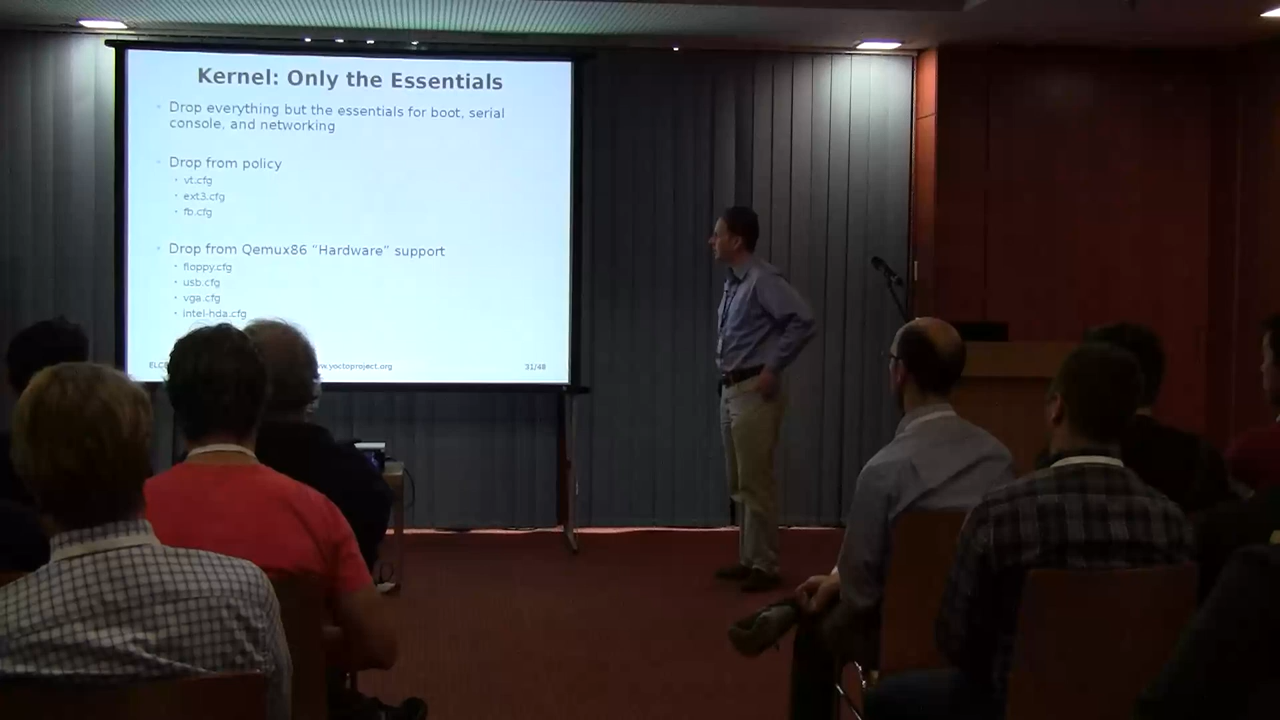 Kernel: Only the Essentials
Drop everything but the essentials for boot, serial
console, and networking
Drop from policy
vt.cfg
ext3.cfg
fb.cfg
Drop from Qemux86 "Hardware" support
floppy.cfg
usb.cfg
vga.cfg
intel-hda.cfg
yoctoproject.org
31/48